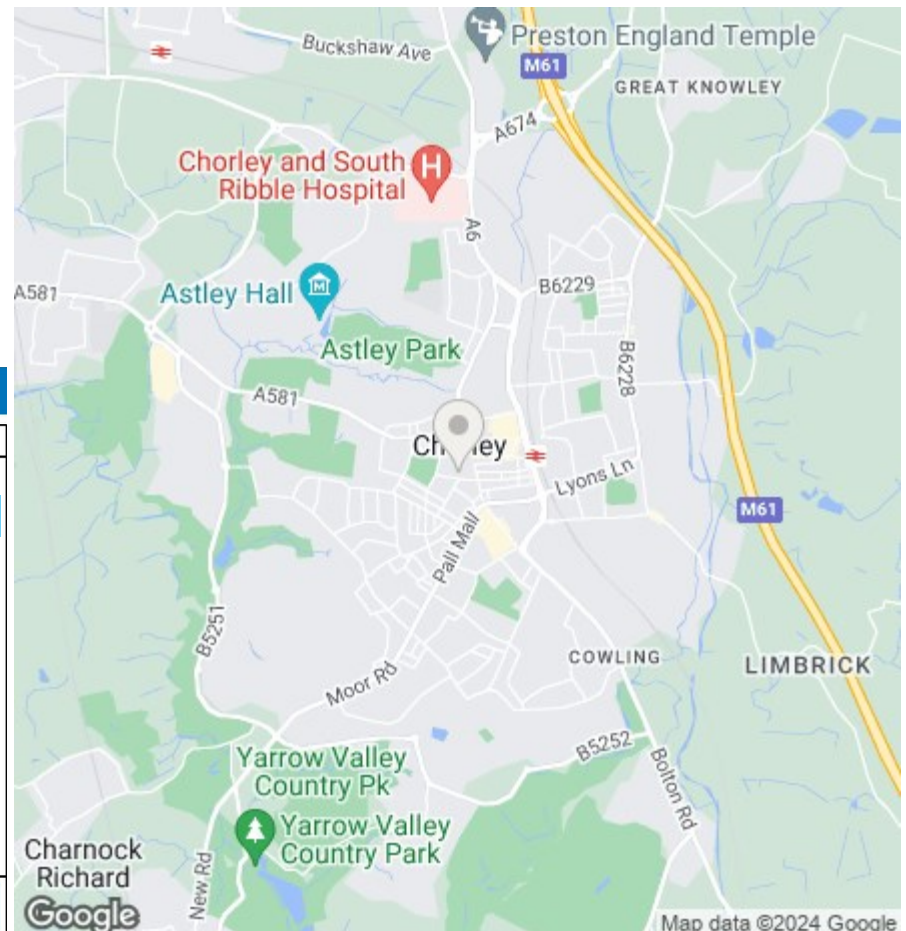 Buckshaw Ave
Preston England Temple
M61
GREAT KNOWLEY
A674
Chorley and South
Ribble Hospital
H
A6
A581
Astley Hall
M
B6229
Astley Park
B6228
A581
Ch ley
Lyons Ln
M61
Pall Mall
B5251
COWLING
LIMBRICK
Moor Rd
B5252
Bolton Rd
Yarrow Valley
Country Pk
Yarrow Valley
Country Park
Charnock
Richard
New Rd
Google
Map data ©2024 Google